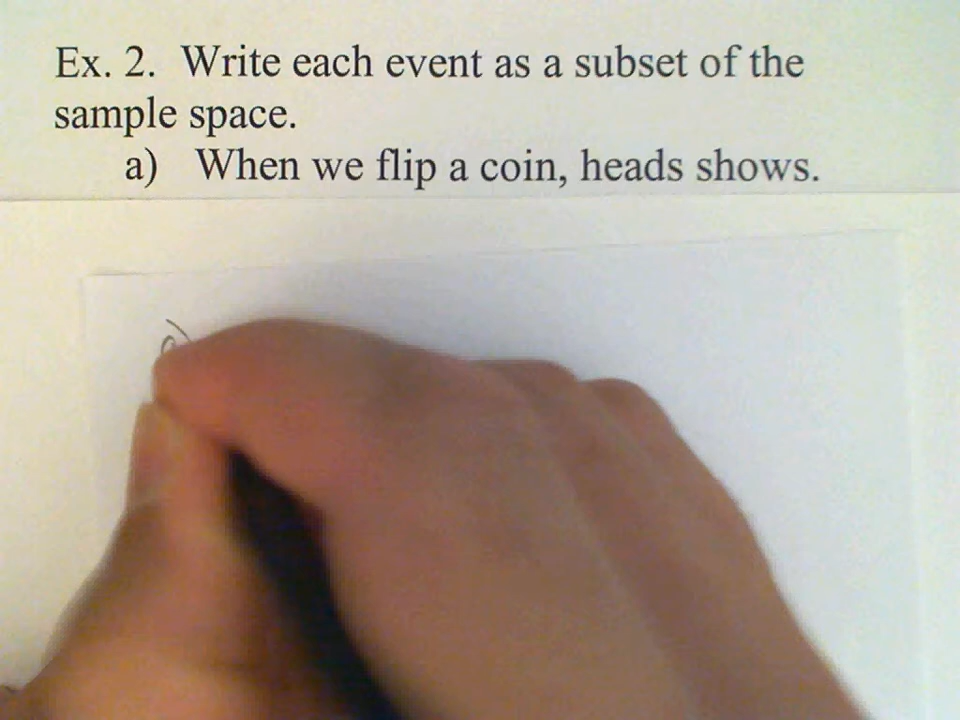 Ex. 2. Write each event as a subset of the
sample space.
a) When we flip a coin, heads shows.
a)